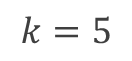 k = 5